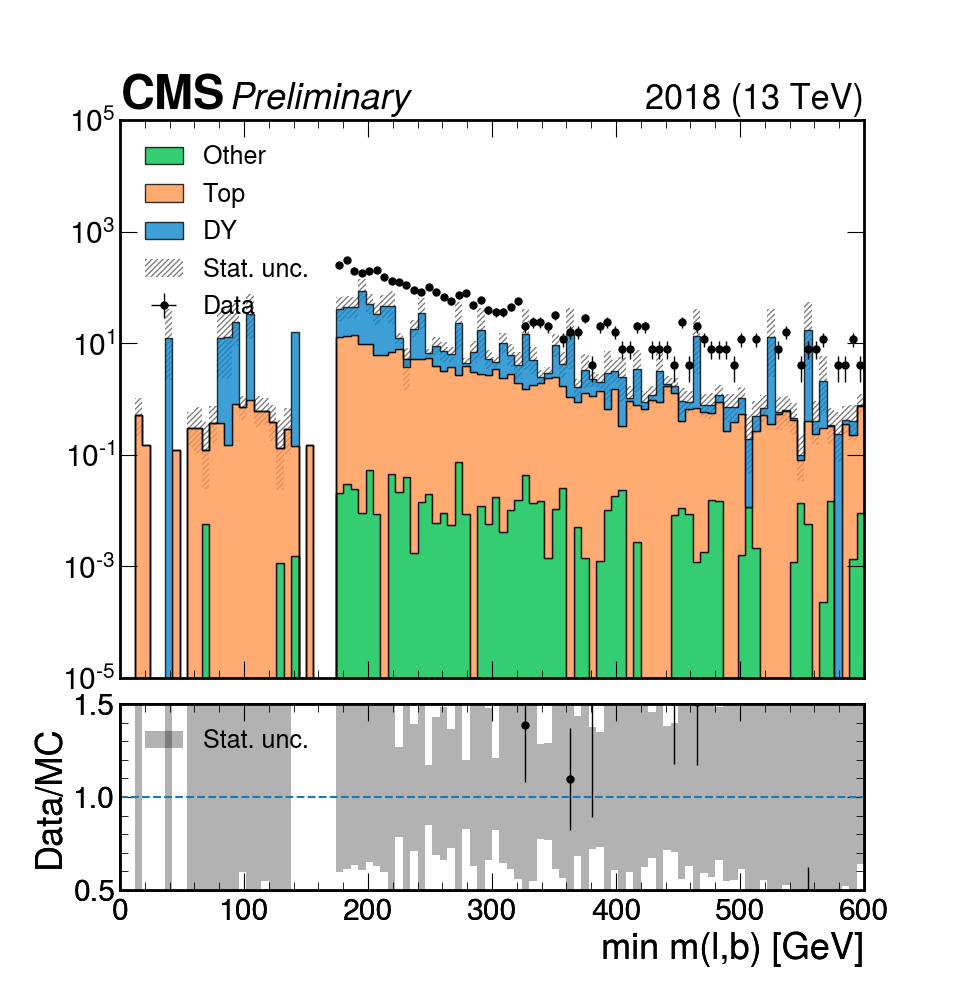 CMS Preliminary 2018 (13 TeV)
10^5
Other
Top
10^3
DY
Stat. unc.
Data
10^1
10^-1
10^-3
10^-5
1.5
Stat. unc.
1.0
Data/MC
0.5
0 100 200 300 400 500 600
min m(l,b) [GeV]